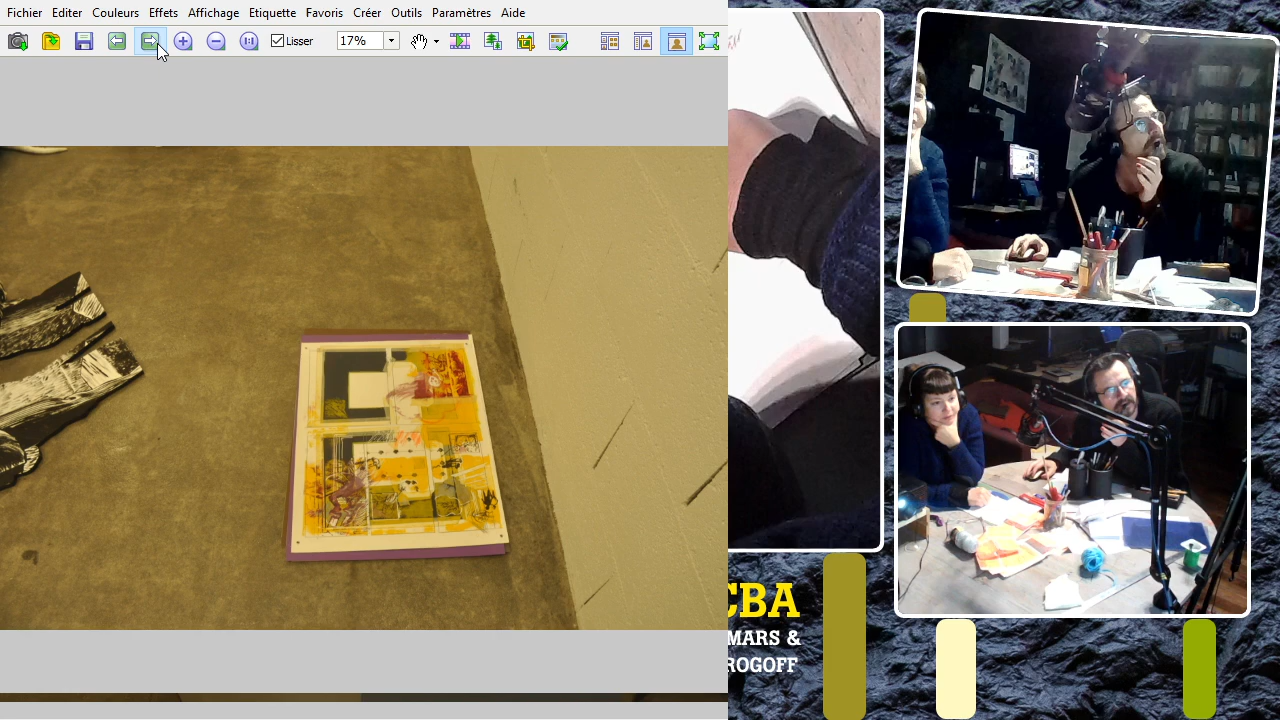 Fichier Editer Couleurs Effets Affichage Etiquette Favoris Créer Outils Paramètres Aide
Lisser 17%
CBA
MARS &
ROGOFF